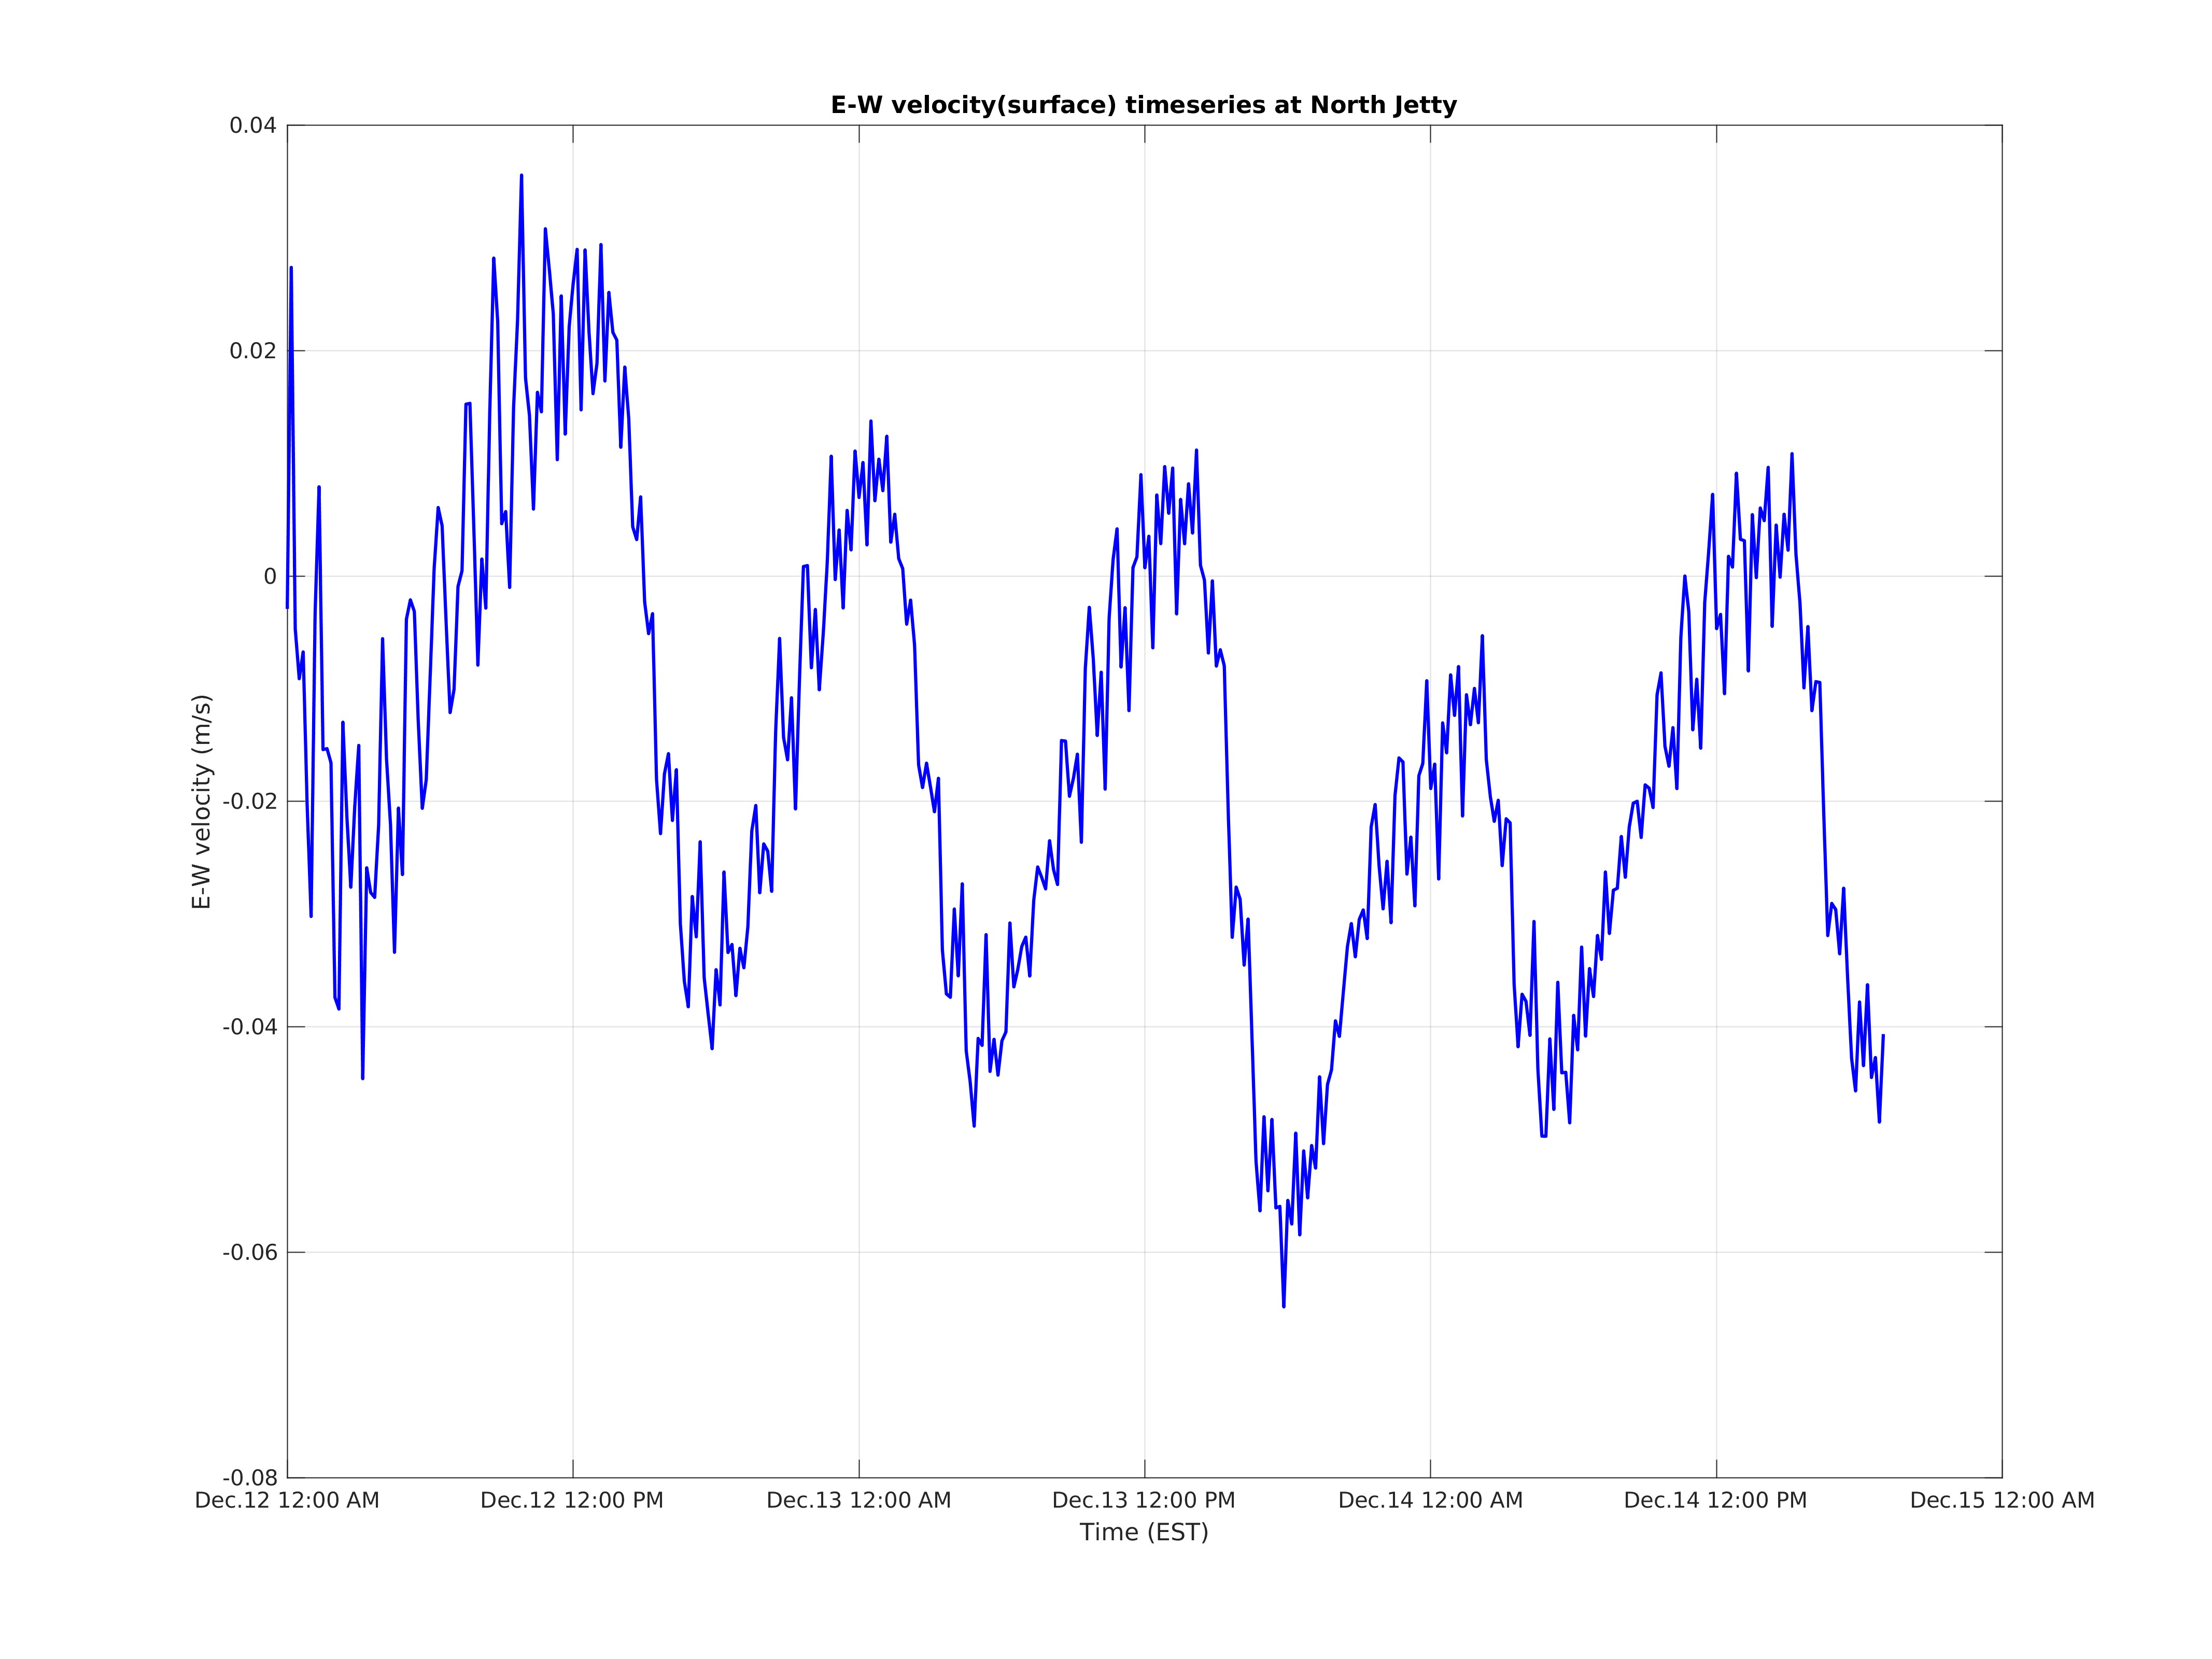 E-W velocity(surface) timeseries at North Jetty
0.04
0.02
0
-0.02
-0.04
-0.06
-0.08
E-W velocity (m/s)
Dec.12 12:00 AM Dec.12 12:00 PM Dec.13 12:00 AM Dec.13 12:00 PM Dec.14 12:00 AM Dec.14 12:00 PM Dec.15 12:00 AM
Time (EST)